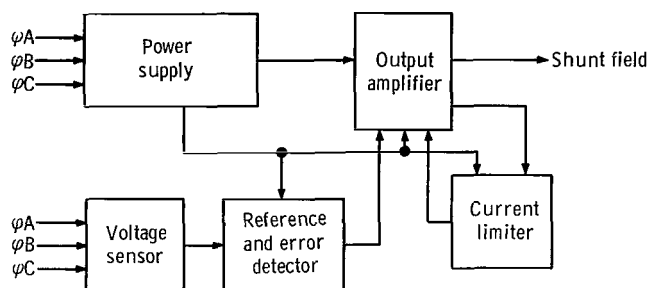 φA
φB
φC
Power
supply
Output
amplifier
Shunt field
φA
φB
φC
Voltage
sensor
Reference
and error
detector
Current
limiter